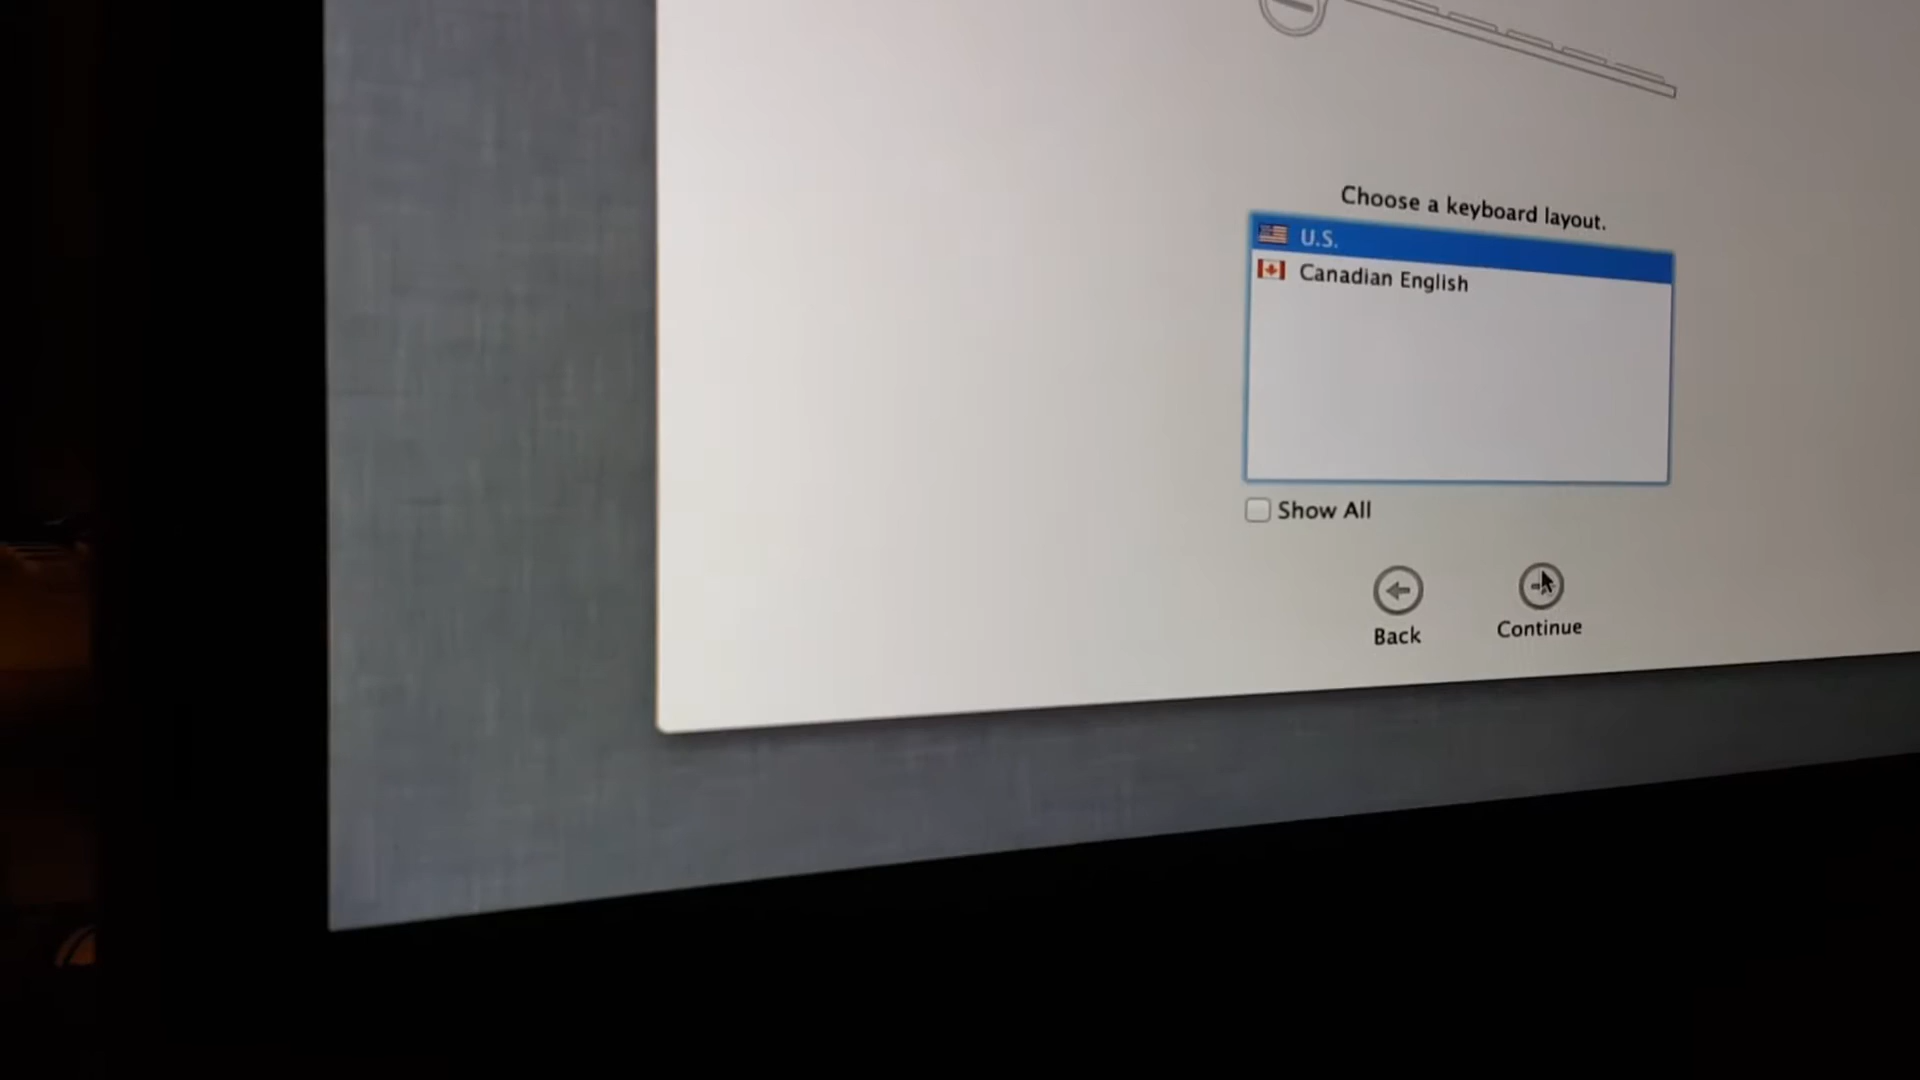 Choose a keyboard layout.
U.S.
Canadian English
Show All
Back
Continue